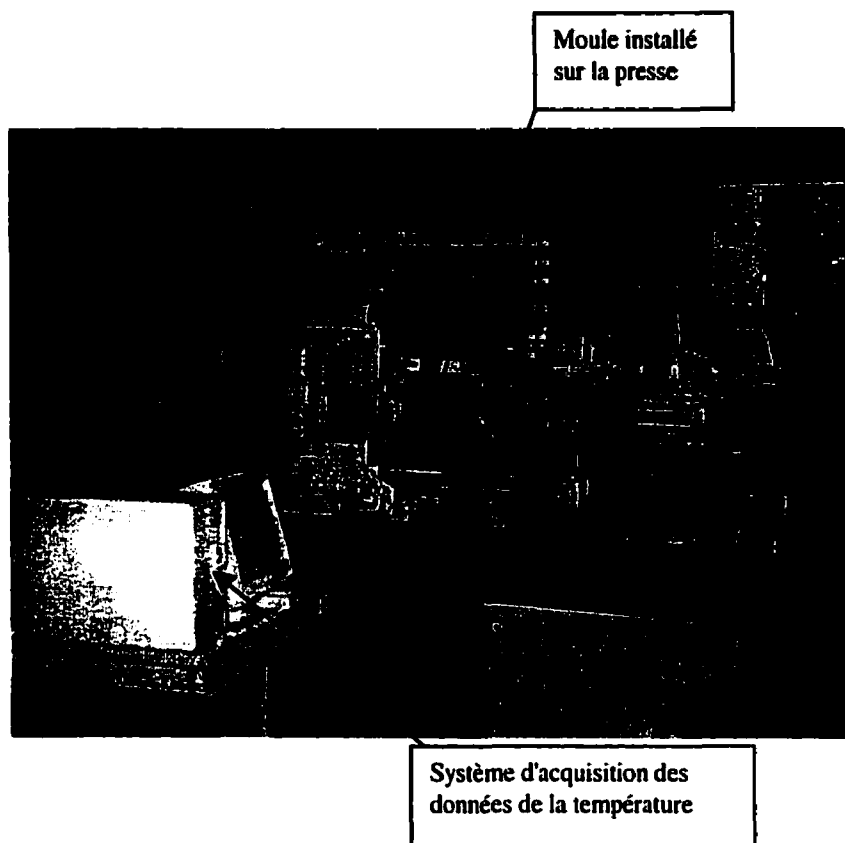 Moule installé
sur la presse
Système d'acquisition des
données de la température